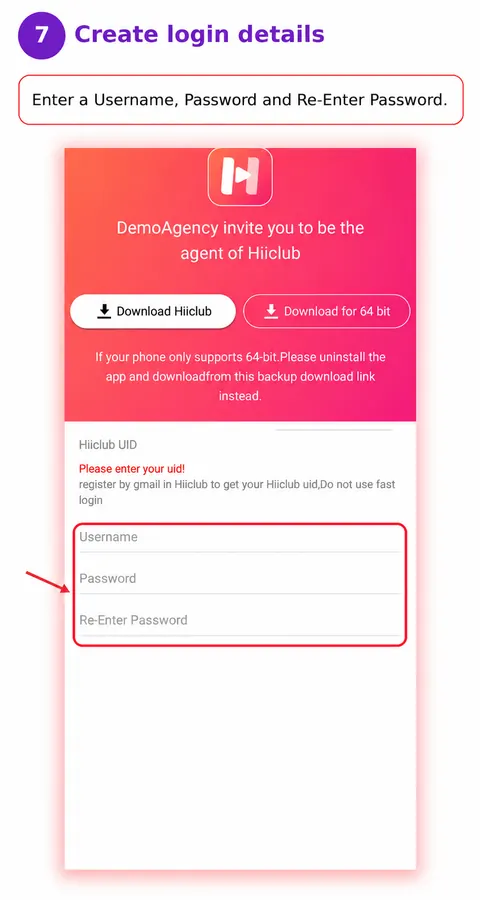 7 Create login details
Enter a Username, Password and Re-Enter Password.
DemoAgency invite you to be the
agent of Hiiclub
Download Hiiclub
Download for 64 bit
If your phone only supports 64-bit.Please uninstall the
app and downloadfrom this backup download link
instead.
Hiiclub UID
Please enter your uid!
register by gmail in Hiiclub to get your Hiiclub uid,Do not use fast
login
Username
Password
Re-Enter Password